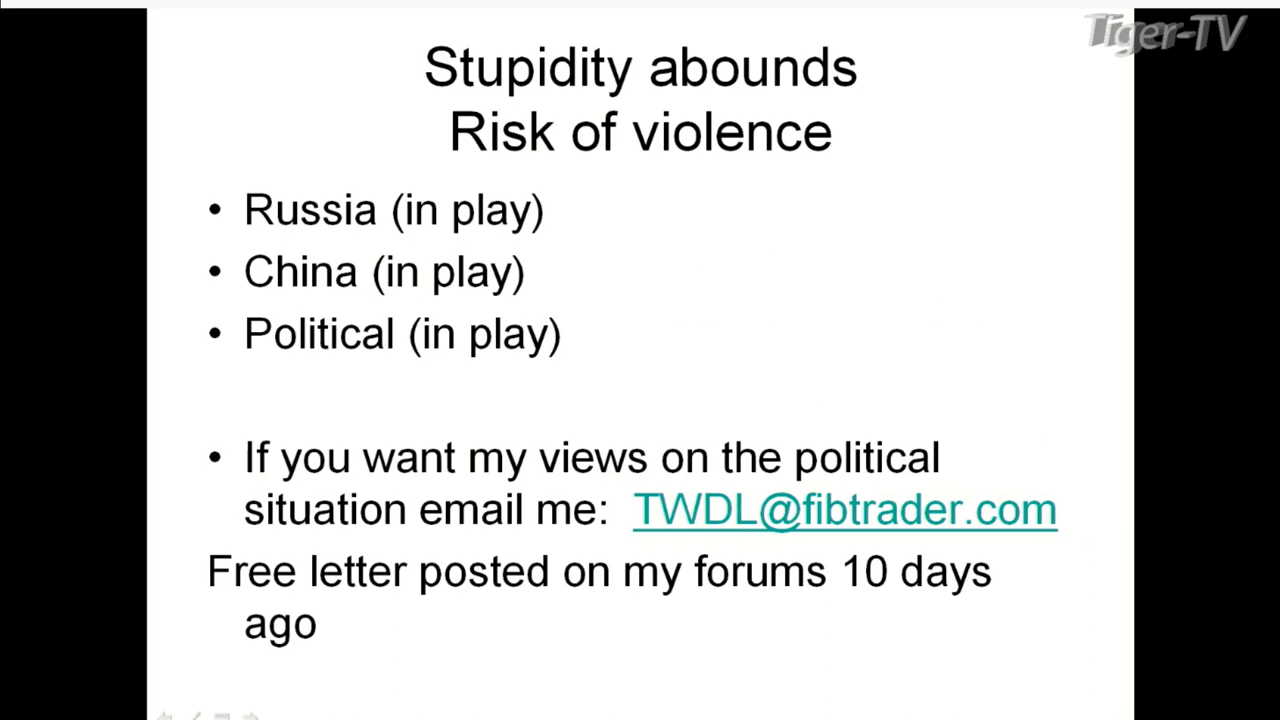 Tiger-TV
Stupidity abounds
Risk of violence
• Russia (in play)
• China (in play)
• Political (in play)
• If you want my views on the political
situation email me: TWDL@fibtrader.com
Free letter posted on my forums 10 days
ago